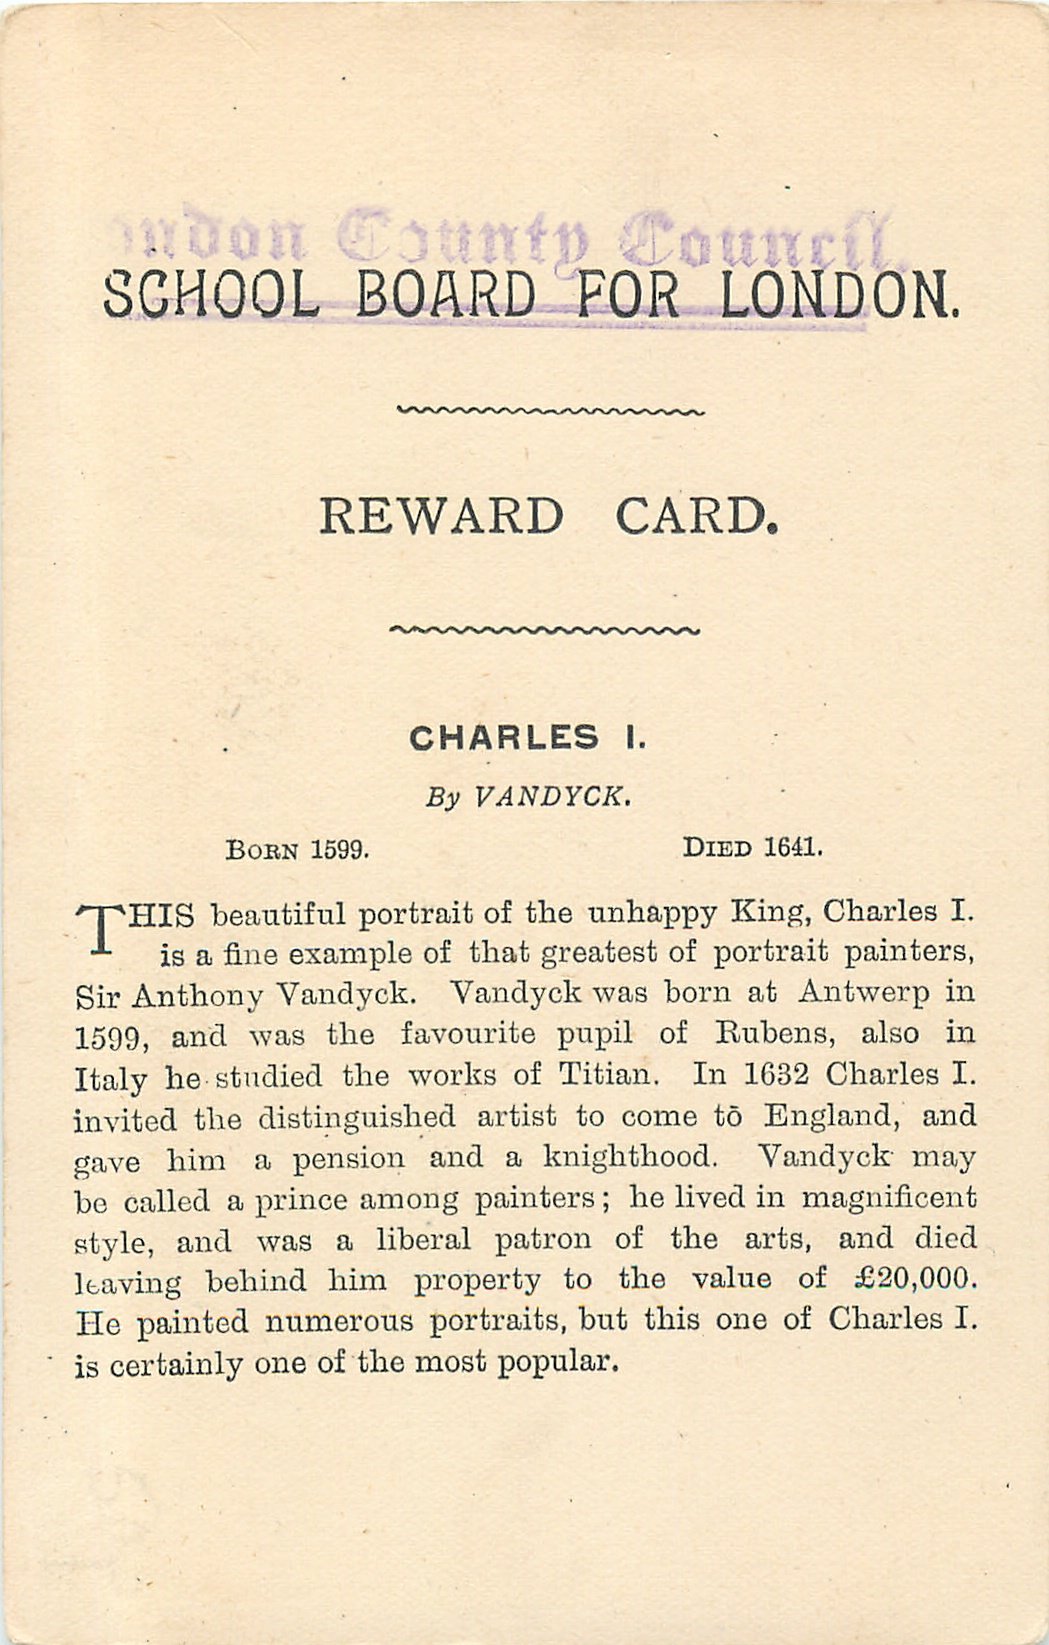 ndon County Council.
SCHOOL BOARD FOR LONDON.
REWARD CARD.
CHARLES I.
By VANDYCK.
BORN 1599. DIED 1641.
THIS beautiful portrait of the unhappy King, Charles I.
is a fine example of that greatest of portrait painters,
Sir Anthony Vandyck. Vandyck was born at Antwerp in
1599, and was the favourite pupil of Rubens, also in
Italy he studied the works of Titian. In 1632 Charles I.
invited the distinguished artist to come to England, and
gave him a pension and a knighthood. Vandyck may
be called a prince among painters; he lived in magnificent
style, and was a liberal patron of the arts, and died
leaving behind him property to the value of £20,000.
He painted numerous portraits, but this one of Charles I.
is certainly one of the most popular.